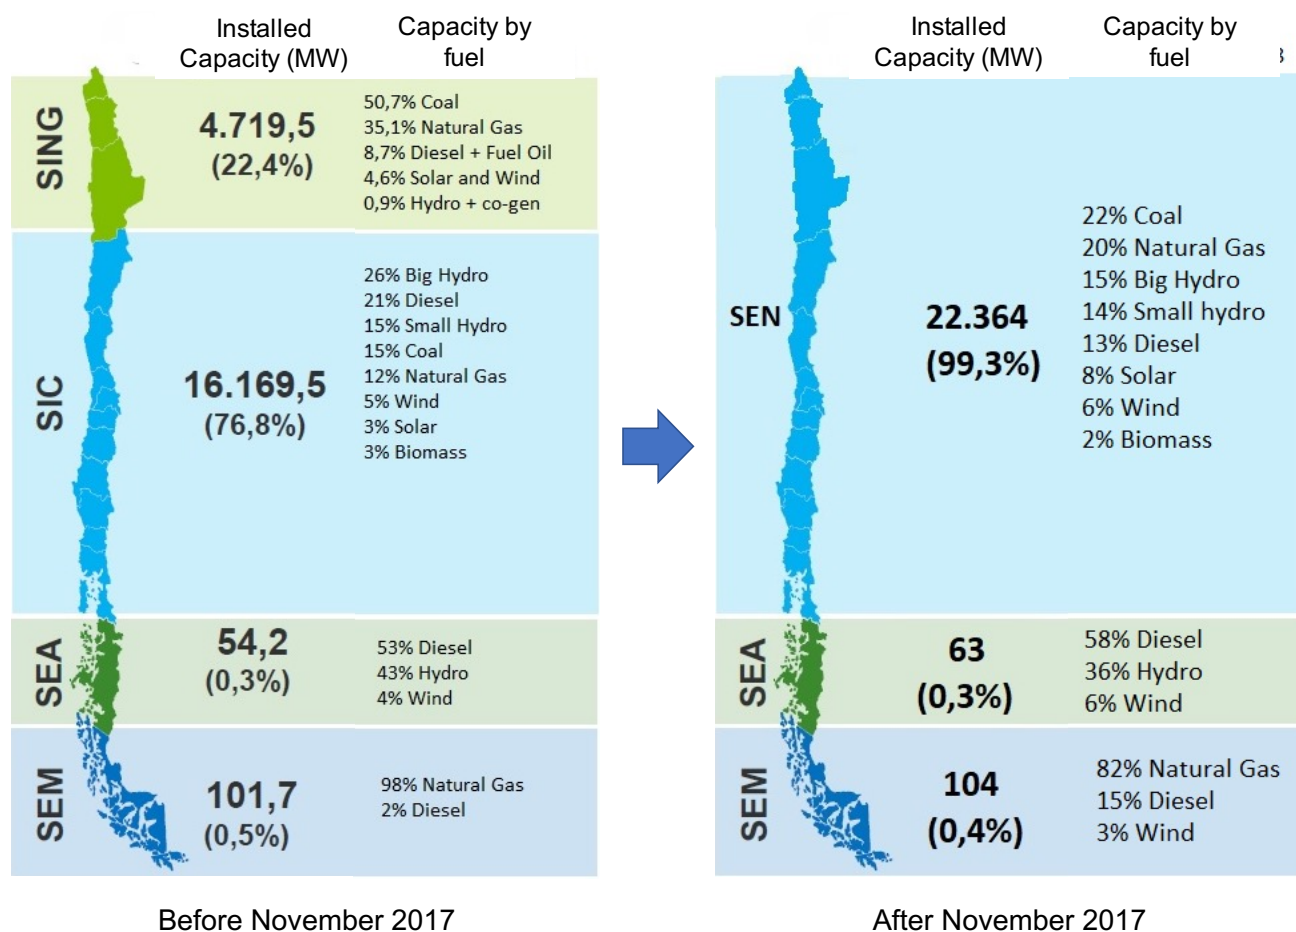 Installed
Capacity (MW)
Capacity by
fuel
SING
4.719,5
(22,4%)
50,7% Coal
35,1% Natural Gas
8,7% Diesel + Fuel Oil
4,6% Solar and Wind
0,9% Hydro + co-gen
SIC
16.169,5
(76,8%)
26% Big Hydro
21% Diesel
15% Small Hydro
15% Coal
12% Natural Gas
5% Wind
3% Solar
3% Biomass
SEA
54,2
(0,3%)
53% Diesel
43% Hydro
4% Wind
SEM
101,7
(0,5%)
98% Natural Gas
2% Diesel
Before November 2017
Installed
Capacity (MW)
Capacity by
fuel
SEN
22.364
(99,3%)
22% Coal
20% Natural Gas
15% Big Hydro
14% Small hydro
13% Diesel
8% Solar
6% Wind
2% Biomass
SEA
63
(0,3%)
58% Diesel
36% Hydro
6% Wind
SEM
104
(0,4%)
82% Natural Gas
15% Diesel
3% Wind
After November 2017